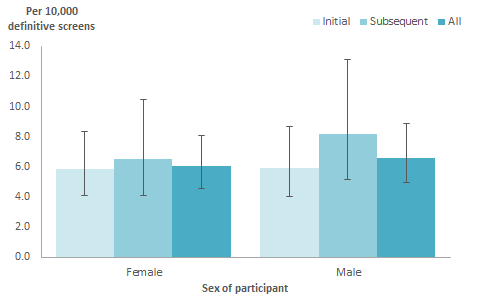 Per 10,000
definitive screens
Initial Subsequent All
14.0
12.0
10.0
8.0
6.0
4.0
2.0
0.0
Female Male
Sex of participant